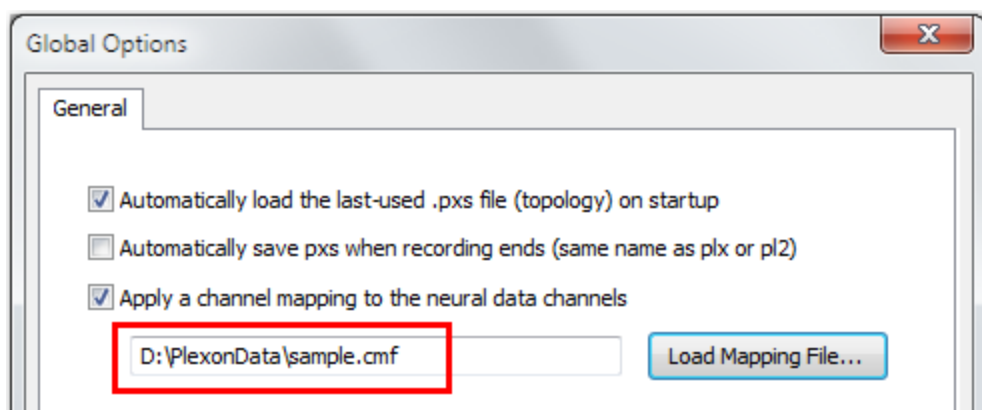 Global Options
General
Automatically load the last-used .pxs file (topology) on startup
Automatically save pxs when recording ends (same name as plx or pl2)
Apply a channel mapping to the neural data channels
D:\PlexonData\sample.cmf
Load Mapping File...